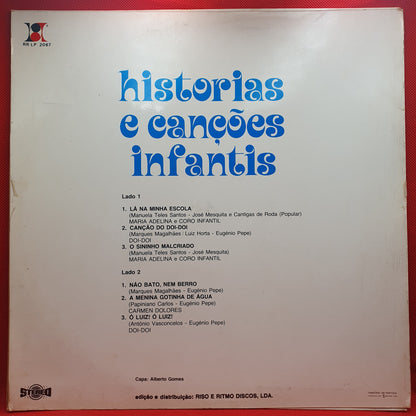 RR LP 2087
historias
e canções
infantis
Lado 1
1. LÁ NA MINHA ESCOLA
(Manuela Teles Santos - José Mesquita e Cantigas de Roda (Popular)
MARIA ADELINA e CORO INFANTIL
2. CANÇÃO DO DOI-DOI
(Marques Magalhães: Luiz Horta - Eugénio Pepe)
DOI-DOI
3. O SININHO MALCRIADO
(Manuela Teles Santos - José Mesquita)
MARIA ADELINA e CORO INFANTIL
Lado 2
1. NÃO BATO, NEM BERRO
(Marques Magalhães - Eugénio Pepe)
2. A MENINA GOTINHA DE ÁGUA
(Papiniano Carlos - Eugénio Pepe)
CARMEN DOLORES
3. Ó LUIZ! Ó LUIZ!
(António Vasconcelos - Eugénio Pepe)
DOI-DOI
Capa: Alberto Gomes
STEREO
edição e distribuição: RISO E RITMO DISCOS, LDA.